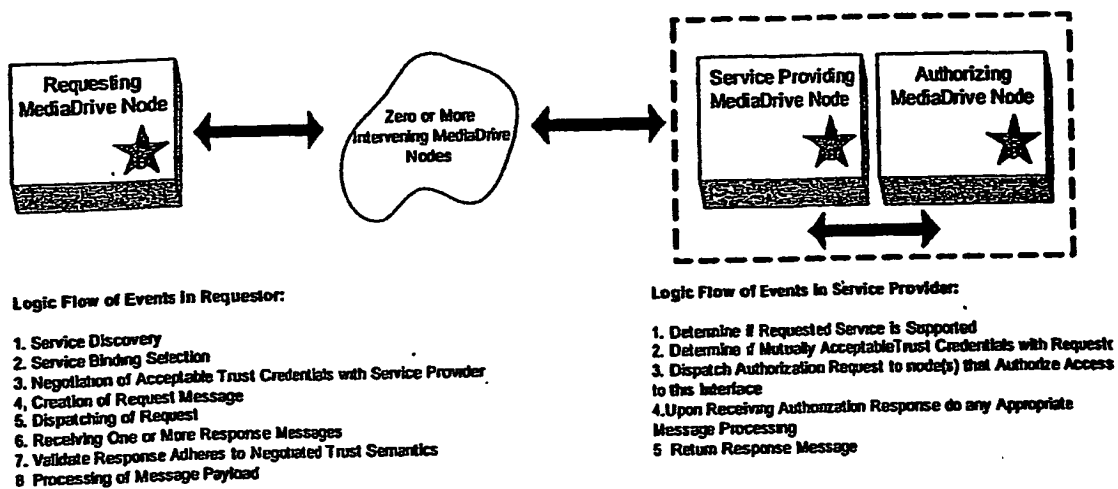 Requesting
MediaDrive Node
Zero or More
Intervening MediaDrive
Nodes
Service Providing
MediaDrive Node
Authorizing
MediaDrive Node
Logic Flow of Events in Requestor:
1. Service Discovery
2. Service Binding Selection
3. Negotiation of Acceptable Trust Credentials with Service Provider
4, Creation of Request Message
5. Dispatching of Request
6. Receiving One or More Response Messages
7. Validate Response Adheres to Negotiated Trust Semantics
8 Processing of Message Payload
Logic Flow of Events in Service Provider:
1. Determine if Requested Service is Supported
2. Determine if Mutually AcceptableTrust Credentials with Requestc
3. Dispatch Authorization Request to node(s) that Authorize Access
to this Interface
4.Upon Receiving Authorization Response do any Appropriate
Message Processing
5 Return Response Message